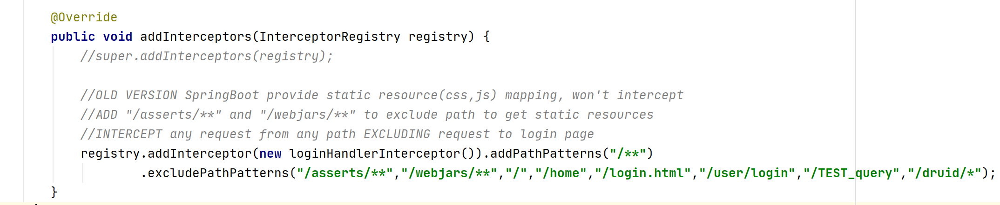 @Override
public void addInterceptors(InterceptorRegistry registry) {
//super.addInterceptors(registry);
//OLD VERSION SpringBoot provide static resource(css,js) mapping, won't intercept
//ADD "/asserts/**" and "/webjars/**" to exclude path to get static resources
//INTERCEPT any request from any path EXCLUDING request to login page
registry.addInterceptor(new loginHandlerInterceptor()).addPathPatterns("/**")
.excludePathPatterns("/asserts/**","/webjars/**","/","/home","/login.html","/user/login","/TEST_query","/druid/*");
}